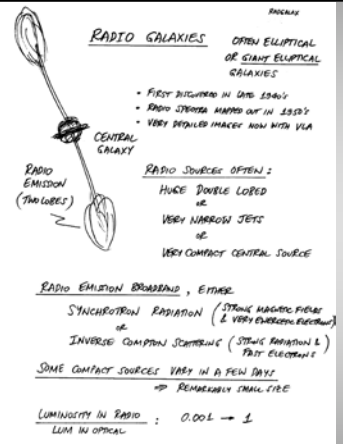 RADGALAX
RADIO GALAXIES
OFTEN ELLIPTICAL
OR GIANT ELLIPTICAL
GALAXIES
• FIRST DISCOVERED IN LATE 1940's
• RADIO SPECTRA MAPPED OUT IN 1950's
• VERY DETAILED IMAGES NOW WITH VLA
CENTRAL
GALAXY
RADIO
EMISSION
(TWO LOBES)
RADIO SOURCES OFTEN :
HUGE DOUBLE LOBED
OR
VERY NARROW JETS
OR
VERY COMPACT CENTRAL SOURCE
RADIO EMISSION BROADBAND, EITHER
SYNCHROTRON RADIATION (STRONG MAGNETIC FIELDS
& VERY ENERGETIC ELECTRONS)
OR
INVERSE COMPTON SCATTERING (STRONG RADIATION &
FAST ELECTRONS)
SOME COMPACT SOURCES VARY IN A FEW DAYS
⇒ REMARKABLY SMALL SIZE
LUMINOSITY IN RADIO : 0.001 → 1
LUM IN OPTICAL